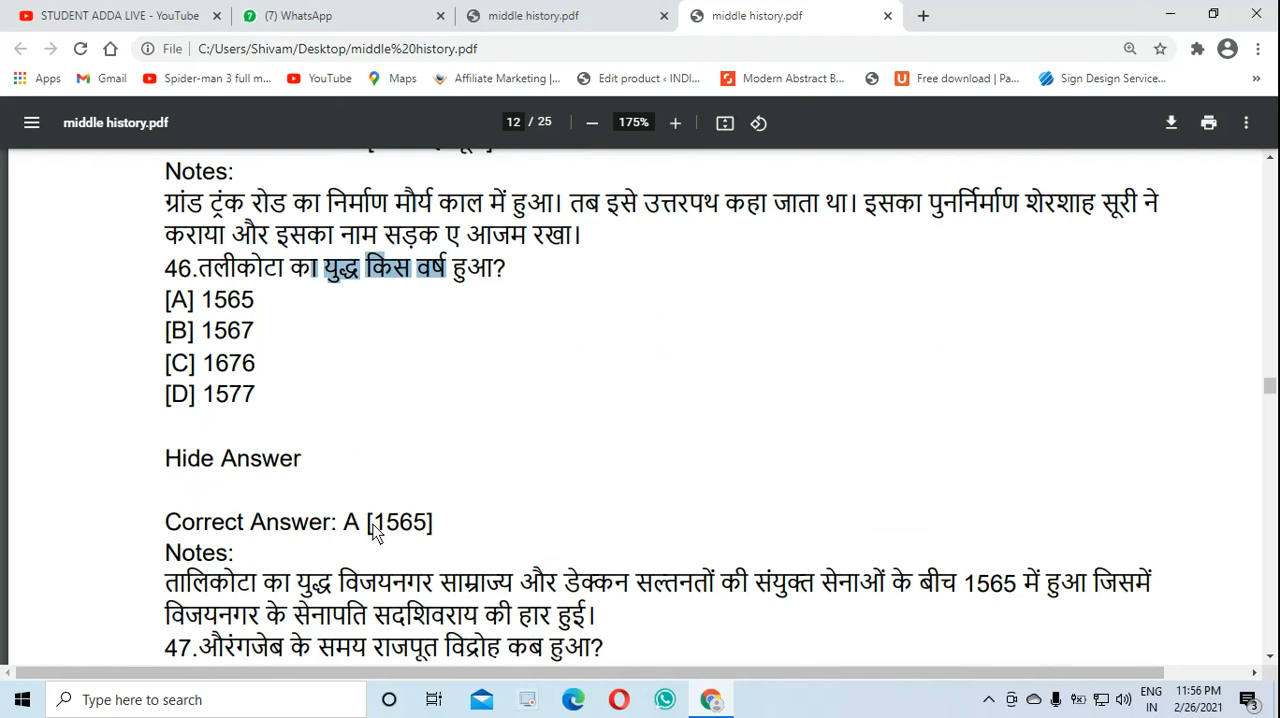 STUDENT ADDA LIVE - YouTube
(7) WhatsApp
middle history.pdf
middle history.pdf
File
C:/Users/Shivam/Desktop/middle%20history.pdf
Apps
Gmail
Spider-man 3 full m...
YouTube
Maps
Affiliate Marketing |...
Edit product ‹ INDI...
Modern Abstract B...
Free download | Pa...
Sign Design Service...
middle history.pdf
12 / 25
175%
Notes:
ग्रांड ट्रंक रोड का निर्माण मौर्य काल में हुआ। तब इसे उत्तरपथ कहा जाता था। इसका पुनर्निर्माण शेरशाह सूरी ने
कराया और इसका नाम सड़क ए आजम रखा।
46.तलीकोटा का युद्ध किस वर्ष हुआ?
[A] 1565
[B] 1567
[C] 1676
[D] 1577
Hide Answer
Correct Answer: A [1565]
Notes:
तालिकोटा का युद्ध विजयनगर साम्राज्य और डेक्कन सल्तनतों की संयुक्त सेनाओं के बीच 1565 में हुआ जिसमें
विजयनगर के सेनापति सदशिवराय की हार हुई।
47.औरंगजेब के समय राजपूत विद्रोह कब हुआ?
Type here to search
ENG
IN
11:56 PM
2/26/2021
3